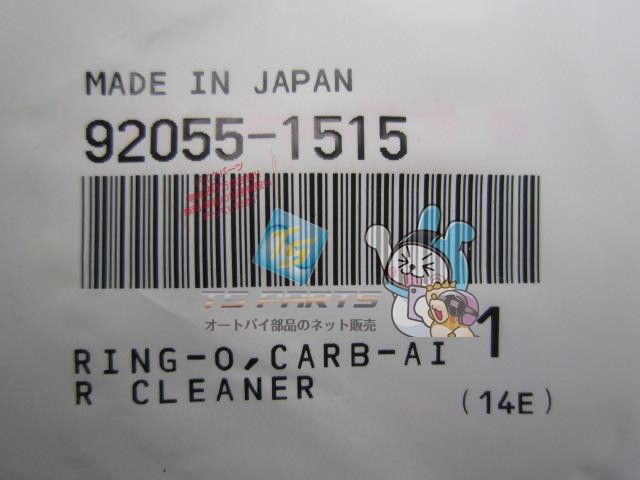 MADE IN JAPAN
92055-1515
TS
TS PARTS
オートバイ部品のネット販売
1
RING-O,CARB-AI
R CLEANER
(14E)